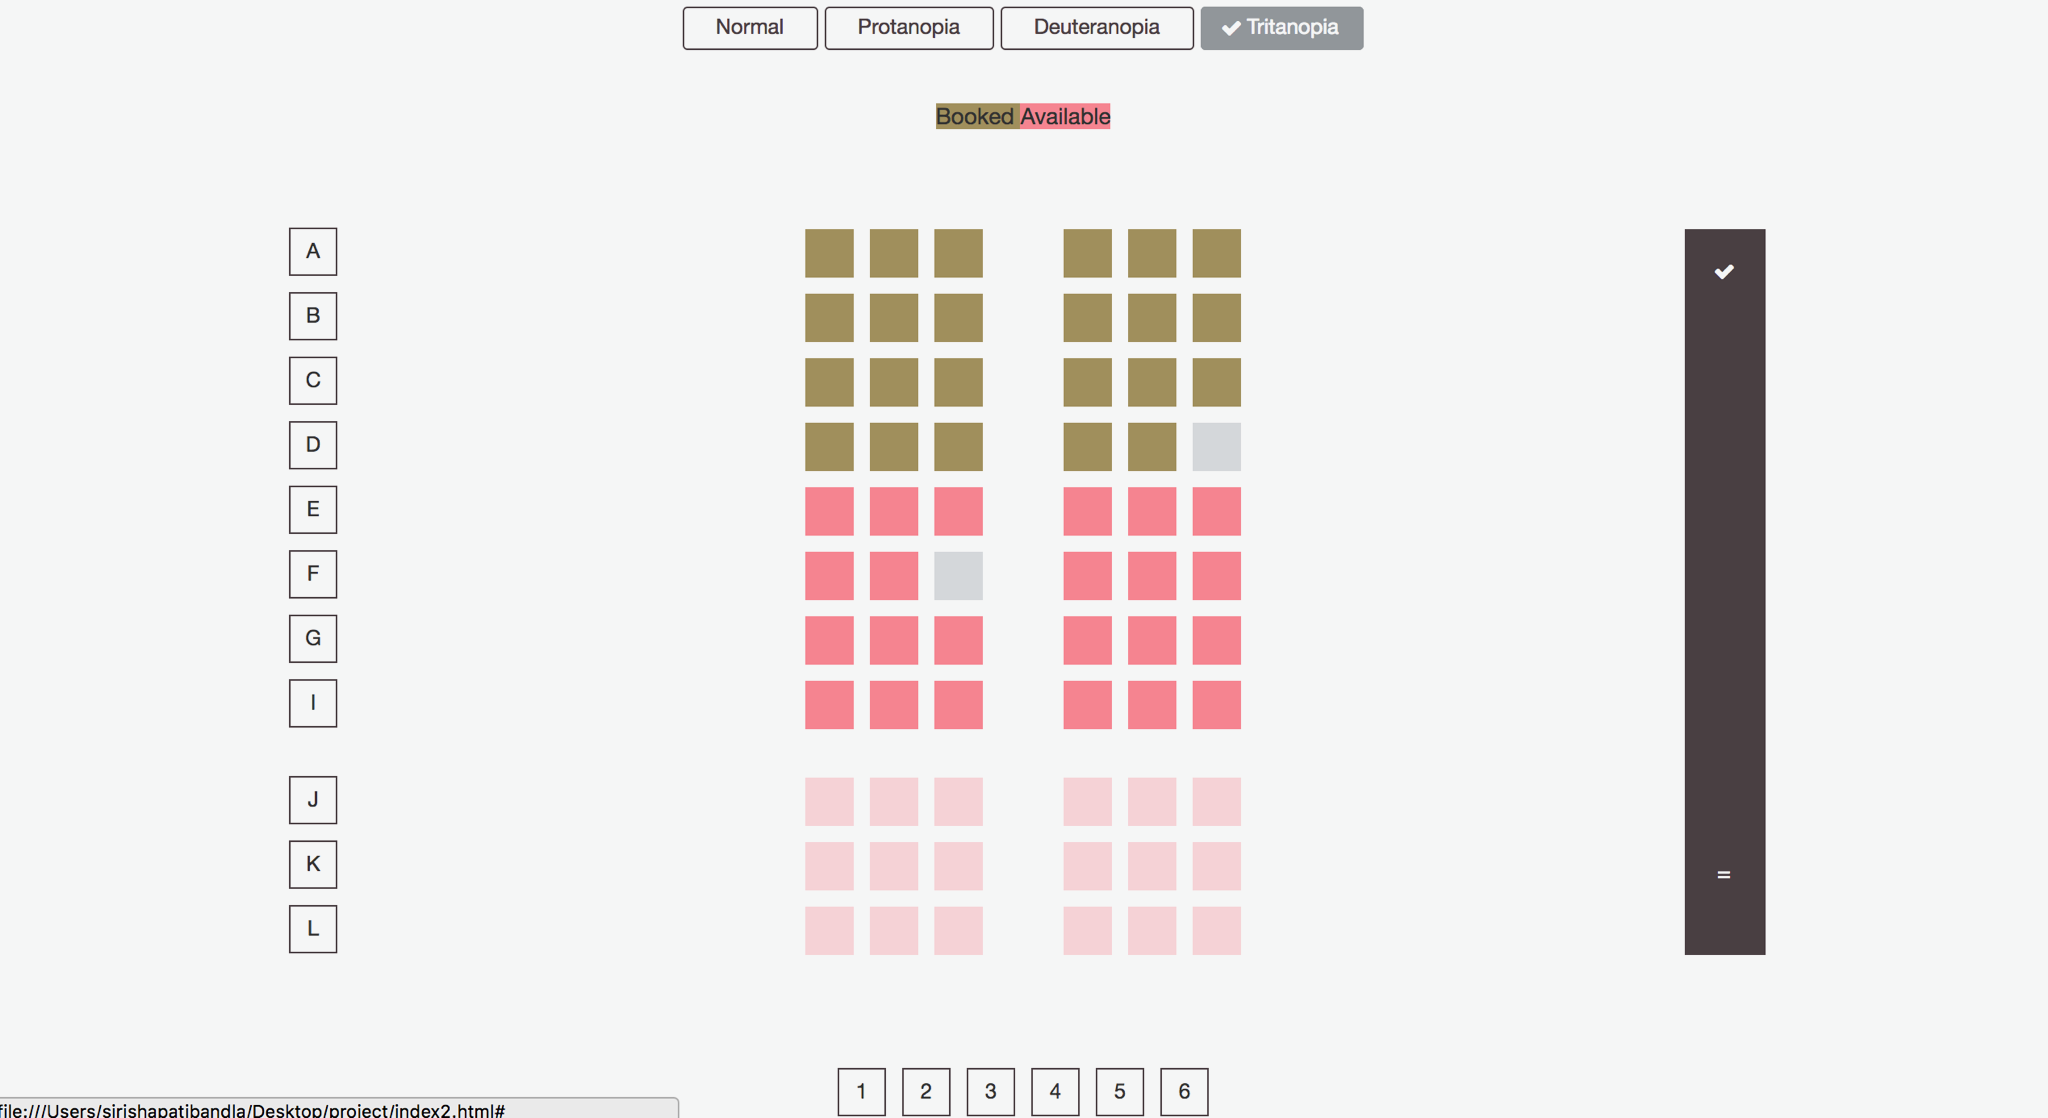 Normal Protanopia Deuteranopia Tritanopia
Booked Available
A
B
C
D
E
F
G
I
J
K
L
=
1 2 3 4 5 6
file:///Users/sirishapatibandla/Desktop/project/index2.html#